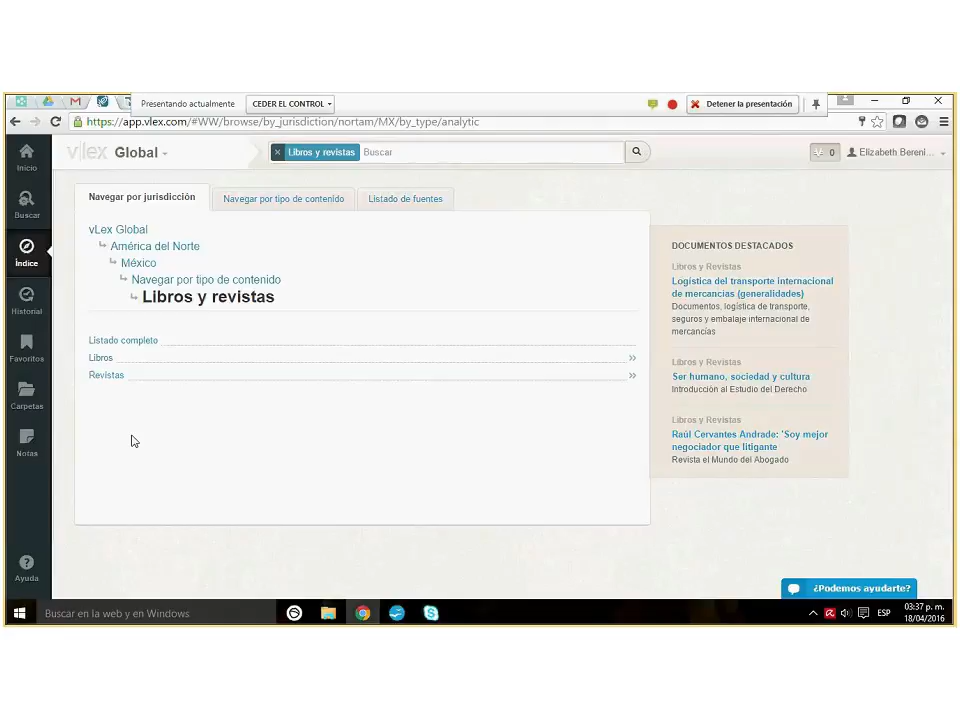 Presentando actualmente
CEDER EL CONTROL
Detener la presentación
https://app.vlex.com/#WW/browse/by_jurisdiction/nortam/MX/by_type/analytic
Inicio
vlex Global
× Libros y revistas
Buscar
0
Elizabeth Bereni...
Buscar
Índice
Historial
Favoritos
Carpetas
Notas
Ayuda
Navegar por jurisdicción
Navegar por tipo de contenido
Listado de fuentes
vLex Global
América del Norte
México
Navegar por tipo de contenido
Libros y revistas
Listado completo
Libros »
Revistas »
DOCUMENTOS DESTACADOS
Libros y Revistas
Logística del transporte internacional
de mercancías (generalidades)
Documentos, logística de transporte,
seguros y embalaje internacional de
mercancías
Libros y Revistas
Ser humano, sociedad y cultura
Introducción al Estudio del Derecho
Libros y Revistas
Raúl Cervantes Andrade: 'Soy mejor
negociador que litigante
Revista el Mundo del Abogado
¿Podemos ayudarte?
Buscar en la web y en Windows
ESP
03:37 p. m.
18/04/2016